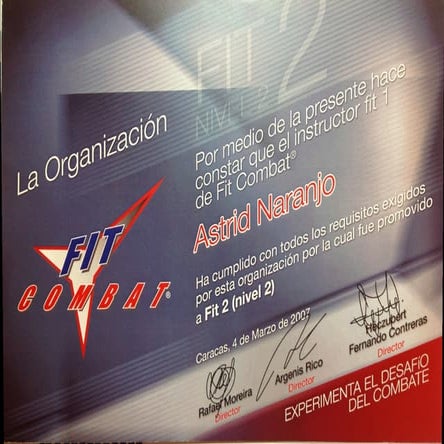 FIT 2
NIVEL 2
La Organización
Por medio de la presente hace
constar que el instructor fit 1
de Fit Combat®
Astrid Naranjo
FIT
COMBAT®
Ha cumplido con todos los requisitos exigidos
por esta organización por la cual fue promovido
a Fit 2 (nivel 2)
Caracas, 4 de Marzo de 2007
Rafael Moreira
Director
Argenis Rico
Director
Heczubert
Fernando Contreras
Director
EXPERIMENTA EL DESAFíO
DEL COMBATE